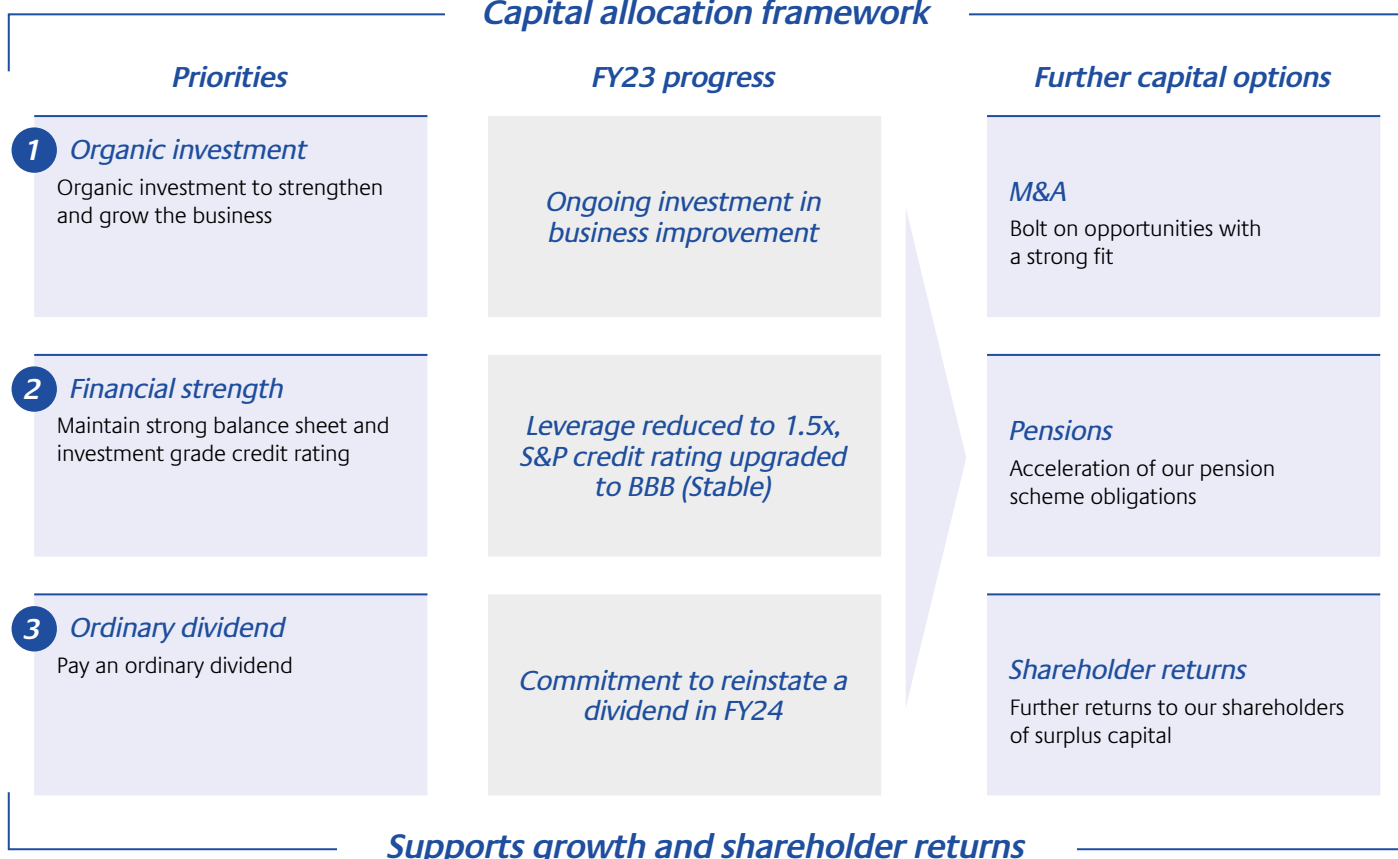 Capital allocation framework
Priorities
1
Organic investment
Organic investment to strengthen
and grow the business
2
Financial strength
Maintain strong balance sheet and
investment grade credit rating
3
Ordinary dividend
Pay an ordinary dividend
FY23 progress
Ongoing investment in
business improvement
Leverage reduced to 1.5x,
S&P credit rating upgraded
to BBB (Stable)
Commitment to reinstate a
dividend in FY24
Further capital options
M&A
Bolt on opportunities with
a strong fit
Pensions
Acceleration of our pension
scheme obligations
Shareholder returns
Further returns to our shareholders
of surplus capital
Supports growth and shareholder returns